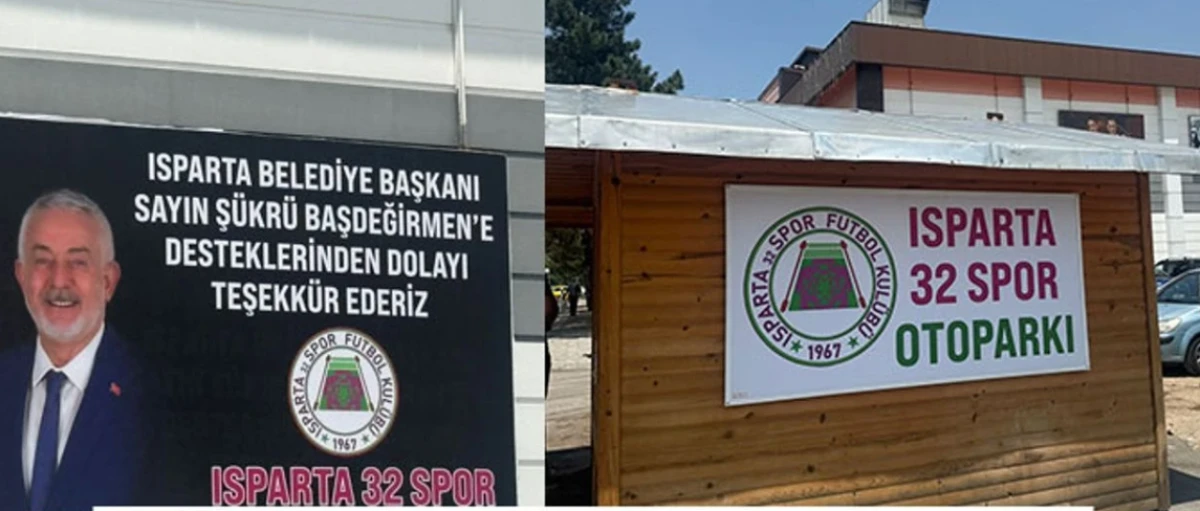 ISPARTA BELEDİYE BAŞKANI
SAYIN ŞÜKRÜ BAŞDEĞİRMEN'E
DESTEKLERİNDEN DOLAYI
TEŞEKKÜR EDERİZ
ISPARTA 32 SPOR FUTBOL KULÜBÜ
1967
ISPARTA 32 SPOR
ISPARTA 32 SPOR FUTBOL KULÜBÜ
1967
ISPARTA
32 SPOR
OTOPARKI